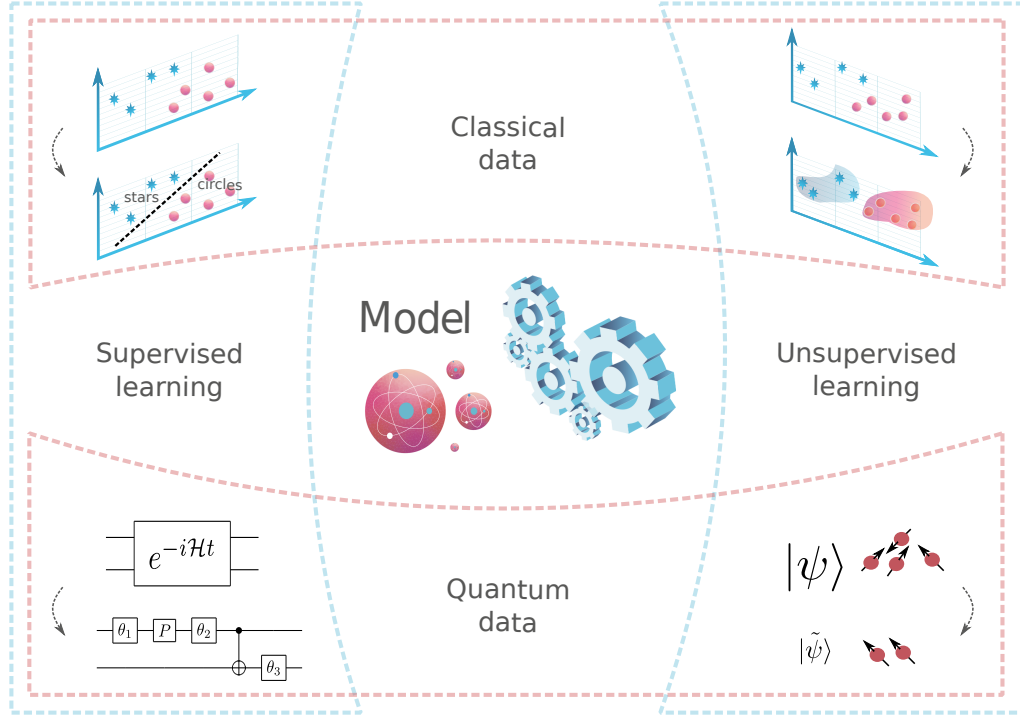 Classical
data
stars
circles
Model
Supervised
learning
Unsupervised
learning
e^{-iℋt}
|ψ⟩
Quantum
data
θ₁ P θ₂
θ₃
|ψ̃⟩